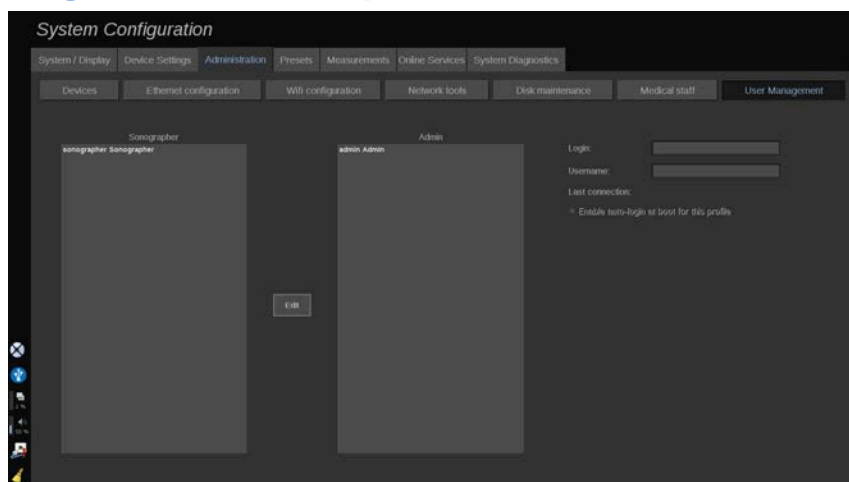 System Configuration
System / Display Device Settings Administration Presets Measurements Online Services System Diagnostics
Devices Ethernet configuration Wifi configuration Network tools Disk maintenance Medical staff User Management
Sonographer Admin
sonographer Sonographer admin Admin
Login:
Username:
Last connection:
Enable auto-login at boot for this profile
Edit